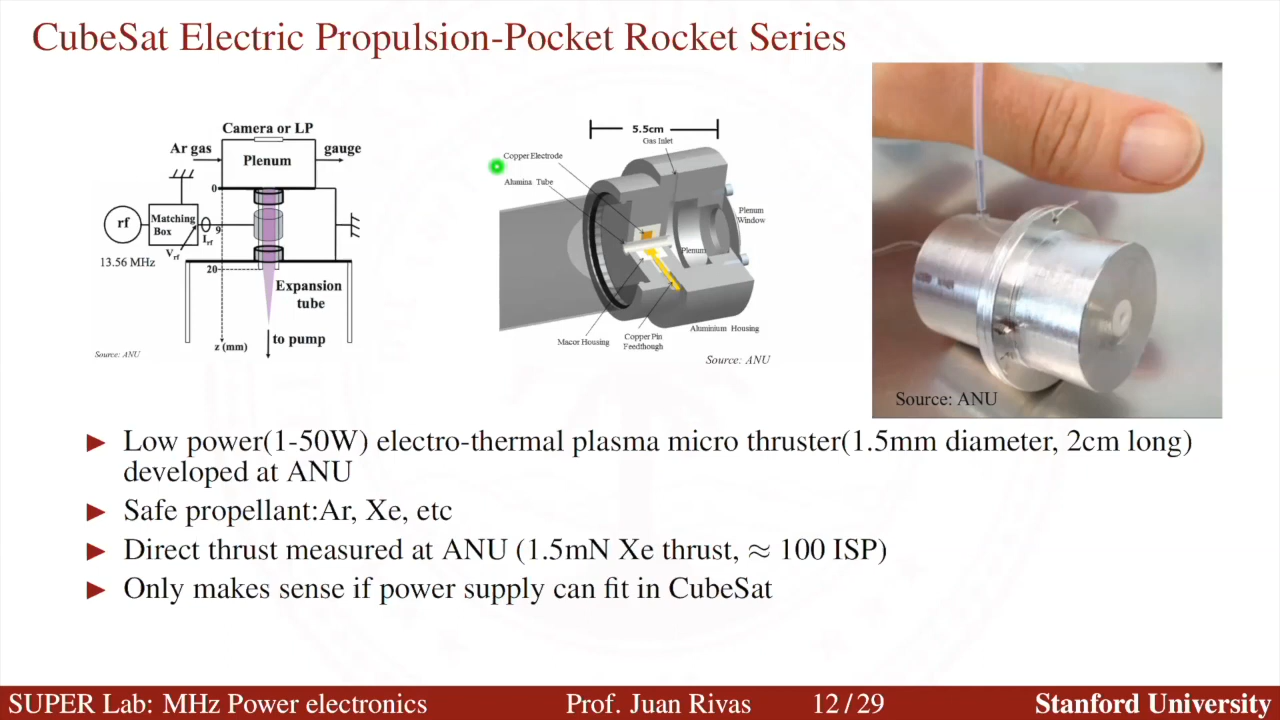 CubeSat Electric Propulsion-Pocket Rocket Series
Camera or LP
Ar gas
gauge
Plenum
0
rf
Matching
Box
I_rf
9
V_rf
13.56 MHz
20
Expansion
tube
z (mm)
to pump
Source: ANU
5.5cm
Gas Inlet
Copper Electrode
Alumina Tube
Plenum
Window
Plenum
Macor Housing
Copper Pin
Feedthough
Aluminium Housing
Source: ANU
Source: ANU
▶ Low power(1-50W) electro-thermal plasma micro thruster(1.5mm diameter, 2cm long)
developed at ANU
▶ Safe propellant:Ar, Xe, etc
▶ Direct thrust measured at ANU (1.5mN Xe thrust, ≈ 100 ISP)
▶ Only makes sense if power supply can fit in CubeSat
SUPER Lab: MHz Power electronics Prof. Juan Rivas 12 / 29 Stanford University